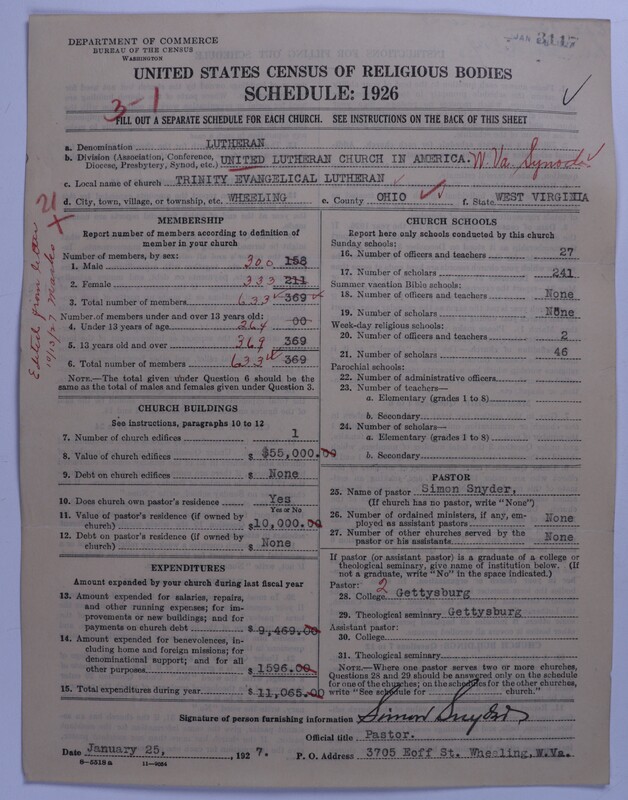 JAN 3147
DEPARTMENT OF COMMERCE
BUREAU OF THE CENSUS
WASHINGTON
UNITED STATES CENSUS OF RELIGIOUS BODIES
SCHEDULE: 1926
3-1
FILL OUT A SEPARATE SCHEDULE FOR EACH CHURCH. SEE INSTRUCTIONS ON THE BACK OF THIS SHEET
a. Denomination LUTHERAN
b. Division (Association, Conference, Diocese, Presbytery, Synod, etc.) UNITED LUTHERAN CHURCH IN AMERICA. W. Va. Synod
c. Local name of church TRINITY EVANGELICAL LUTHERAN
d. City, town, village, or township, etc. WHEELING e. County OHIO f. State WEST VIRGINIA
21
Edited from letter
10/13/27 Marks
MEMBERSHIP
Report number of members according to definition of
member in your church
Number of members, by sex:
1. Male 300 158
2. Female 333 211
3. Total number of members 633 369
Number of members under and over 13 years old:
4. Under 13 years of age 264 00
5. 13 years old and over 369 369
6. Total number of members 633 369
NOTE.—The total given under Question 6 should be
same as the total of males and females given under Question 3.
CHURCH BUILDINGS
See instructions, paragraphs 10 to 12
7. Number of church edifices 1
8. Value of church edifices $ $55,000.00
9. Debt on church edifices $ None
10. Does church own pastor's residence Yes
Yes or No
11. Value of pastor's residence (if owned by
church) $10,000.00
12. Debt on pastor's residence (if owned by
church) $ None
EXPENDITURES
Amount expended by your church during last fiscal year
13. Amount expended for salaries, repairs,
and other running expenses; for im-
provements or new buildings; and for
payments on church debt $ 9,469.00
14. Amount expended for benevolences, in-
cluding home and foreign missions; for
denominational support; and for all
other purposes $ 1596.00
15. Total expenditures during year $ 11,065.00
CHURCH SCHOOLS
Report here only schools conducted by this church
Sunday schools:
16. Number of officers and teachers 27
17. Number of scholars 241
Summer vacation Bible schools:
18. Number of officers and teachers None
19. Number of scholars None
Week-day religious schools:
20. Number of officers and teachers 2
21. Number of scholars 46
Parochial schools:
22. Number of administrative officers
23. Number of teachers—
a. Elementary (grades 1 to 8)
b. Secondary
24. Number of scholars—
a. Elementary (grades 1 to 8)
b. Secondary
PASTOR
25. Name of pastor Simon Snyder,
(If church has no pastor, write "None")
26. Number of ordained ministers, if any, em-
ployed as assistant pastors None
27. Number of other churches served by the
pastor or his assistants None
If pastor (or assistant pastor) is a graduate of a college or
theological seminary, give name of institution below. (If
not a graduate, write "No" in the space indicated.)
Pastor: 2
28. College Gettysburg
29. Theological seminary Gettysburg
Assistant pastor:
30. College
31. Theological seminary
NOTE.—Where one pastor serves two or more churches,
Questions 28 and 29 should be answered only on the schedule
for one of the churches; on the schedules for the other churches,
write "See schedule for church."
Signature of person furnishing information Simon Snyder
Official title Pastor.
Date January 25, , 1927. P. O. Address 3705 Eoff St. Wheeling, W.Va.
8-5518a 11-9064